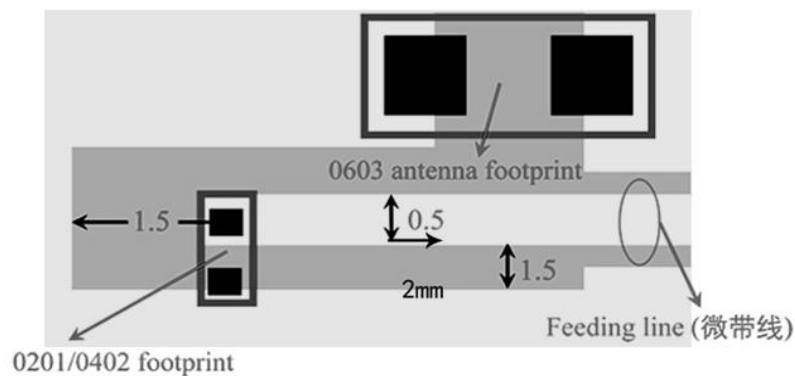 0603 antenna footprint
1.5
0.5
1.5
2mm
Feeding line (微带线)
0201/0402 footprint